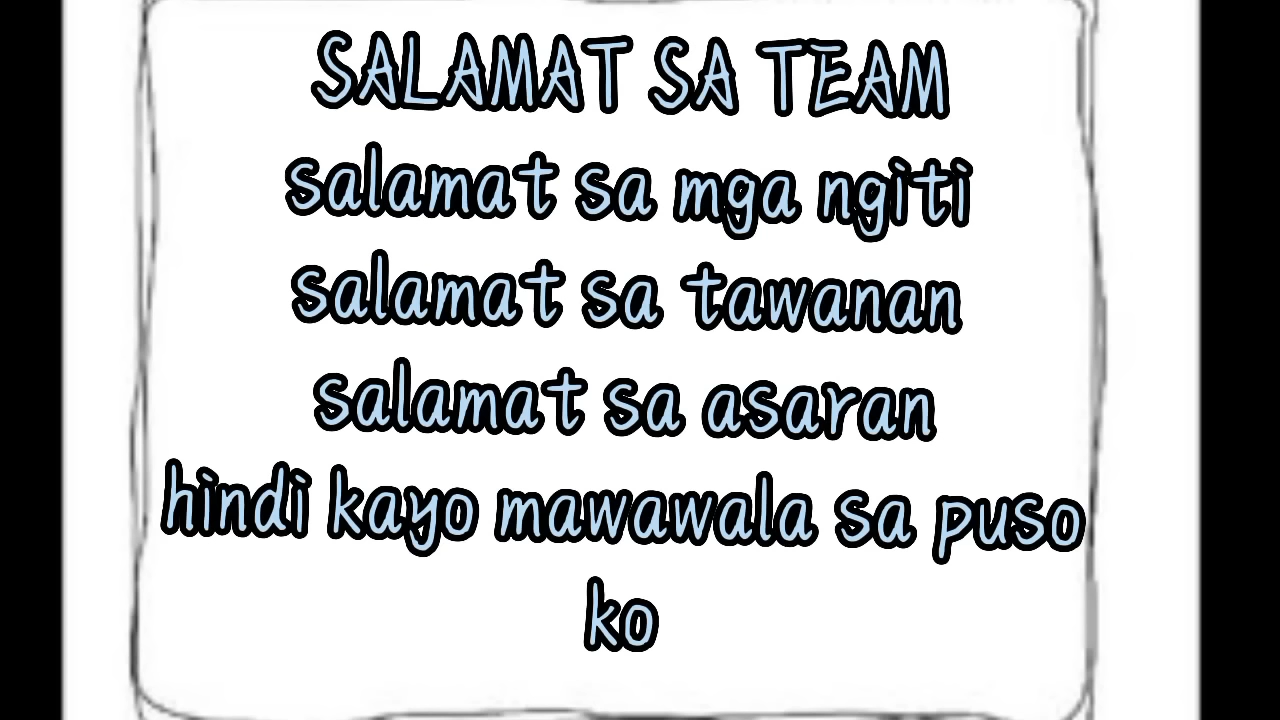 SALAMAT SA TEAM
salamat sa mga ngiti
salamat sa tawanan
salamat sa asaran
hindi kayo mawawala sa puso
ko